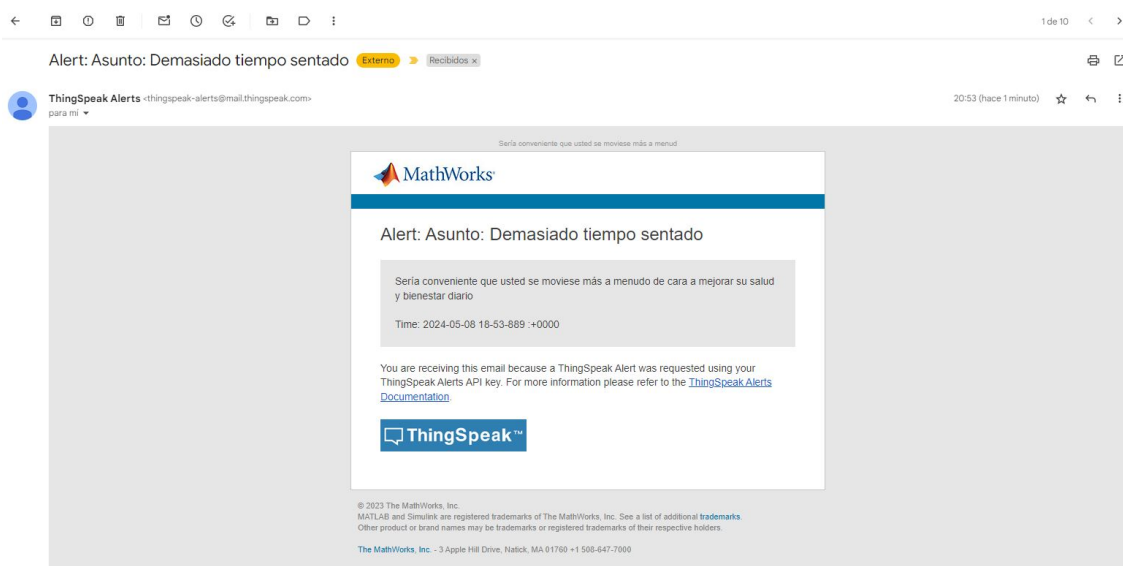 1 de 10
Alert: Asunto: Demasiado tiempo sentado Externo Recibidos ×
ThingSpeak Alerts <thingspeak-alerts@mail.thingspeak.com> 20:53 (hace 1 minuto)
para mí
Sería conveniente que usted se moviese más a menud
MathWorks®
Alert: Asunto: Demasiado tiempo sentado
Sería conveniente que usted se moviese más a menudo de cara a mejorar su salud
y bienestar diario
Time: 2024-05-08 18-53-889 :+0000
You are receiving this email because a ThingSpeak Alert was requested using your
ThingSpeak Alerts API key. For more information please refer to the ThingSpeak Alerts
Documentation.
ThingSpeak™
© 2023 The MathWorks, Inc.
MATLAB and Simulink are registered trademarks of The MathWorks, Inc. See a list of additional trademarks.
Other product or brand names may be trademarks or registered trademarks of their respective holders.
The MathWorks, Inc. - 3 Apple Hill Drive, Natick, MA 01760 +1 508-647-7000